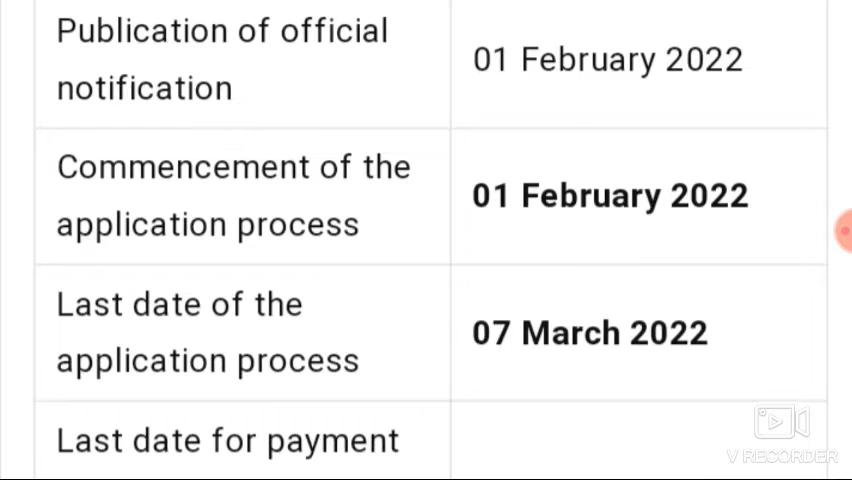 Publication of official
notification
01 February 2022
Commencement of the
application process
01 February 2022
Last date of the
application process
07 March 2022
Last date for payment
V RECORDER